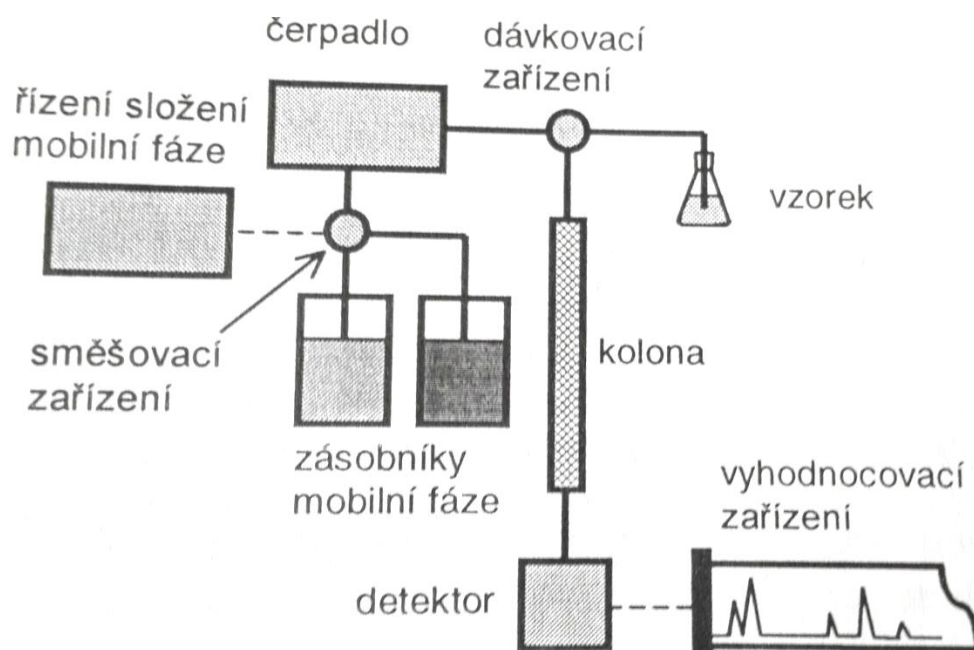 čerpadlo
dávkovací
zařízení
řízení složení
mobilní fáze
vzorek
směšovací
zařízení
kolona
zásobníky
mobilní fáze
vyhodnocovací
zařízení
detektor